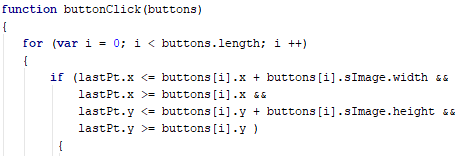 function buttonClick(buttons)
{
for (var i = 0; i < buttons.length; i ++)
{
if (lastPt.x <= buttons[i].x + buttons[i].sImage.width &&
lastPt.x >= buttons[i].x &&
lastPt.y <= buttons[i].y + buttons[i].sImage.height &&
lastPt.y >= buttons[i].y )
{